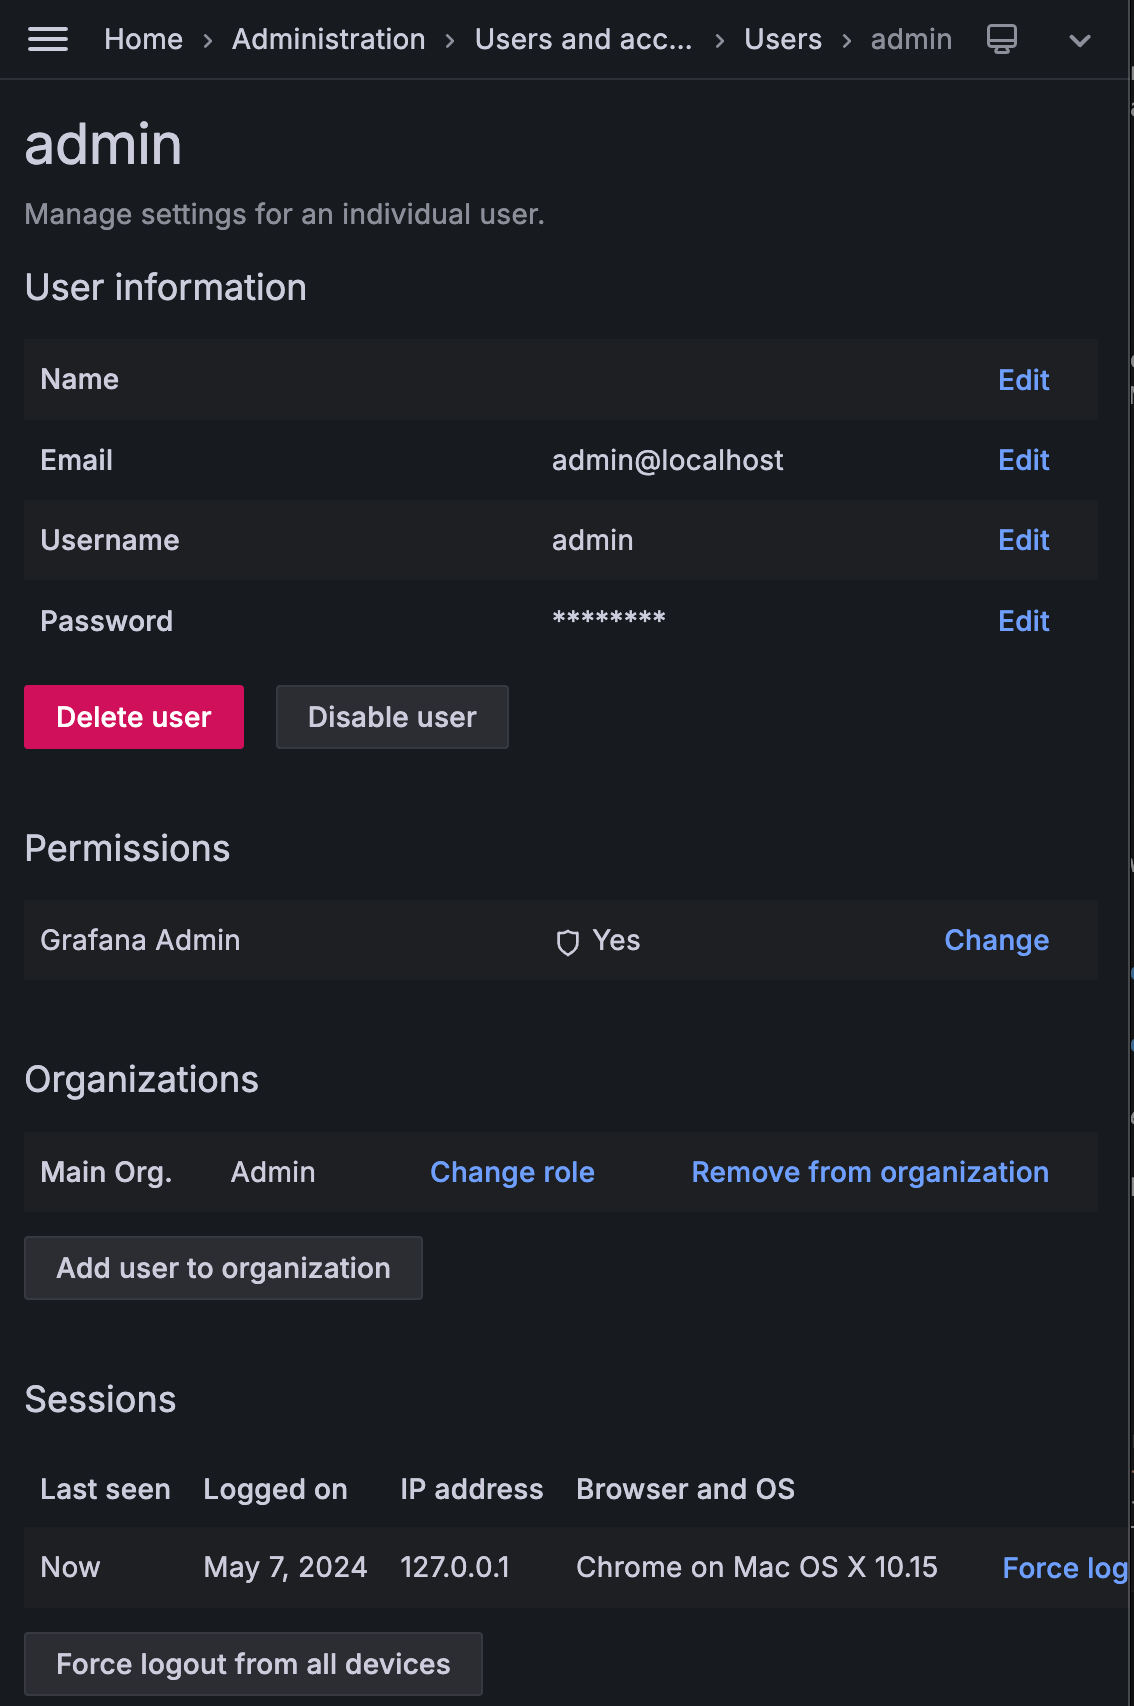 Home › Administration › Users and acc... › Users › admin
admin
Manage settings for an individual user.
User information
Name Edit
Email admin@localhost Edit
Username admin Edit
Password ******** Edit
Delete user Disable user
Permissions
Grafana Admin Yes Change
Organizations
Main Org. Admin Change role Remove from organization
Add user to organization
Sessions
Last seen Logged on IP address Browser and OS
Now May 7, 2024 127.0.0.1 Chrome on Mac OS X 10.15 Force log
Force logout from all devices